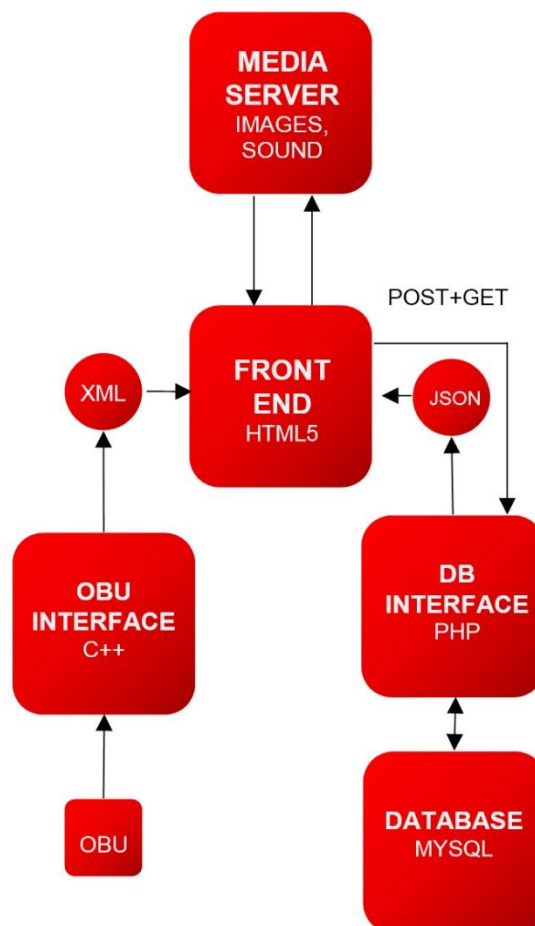 MEDIA
SERVER
IMAGES,
SOUND
POST+GET
XML
FRONT
END
HTML5
JSON
OBU
INTERFACE
C++
DB
INTERFACE
PHP
OBU
DATABASE
MYSQL